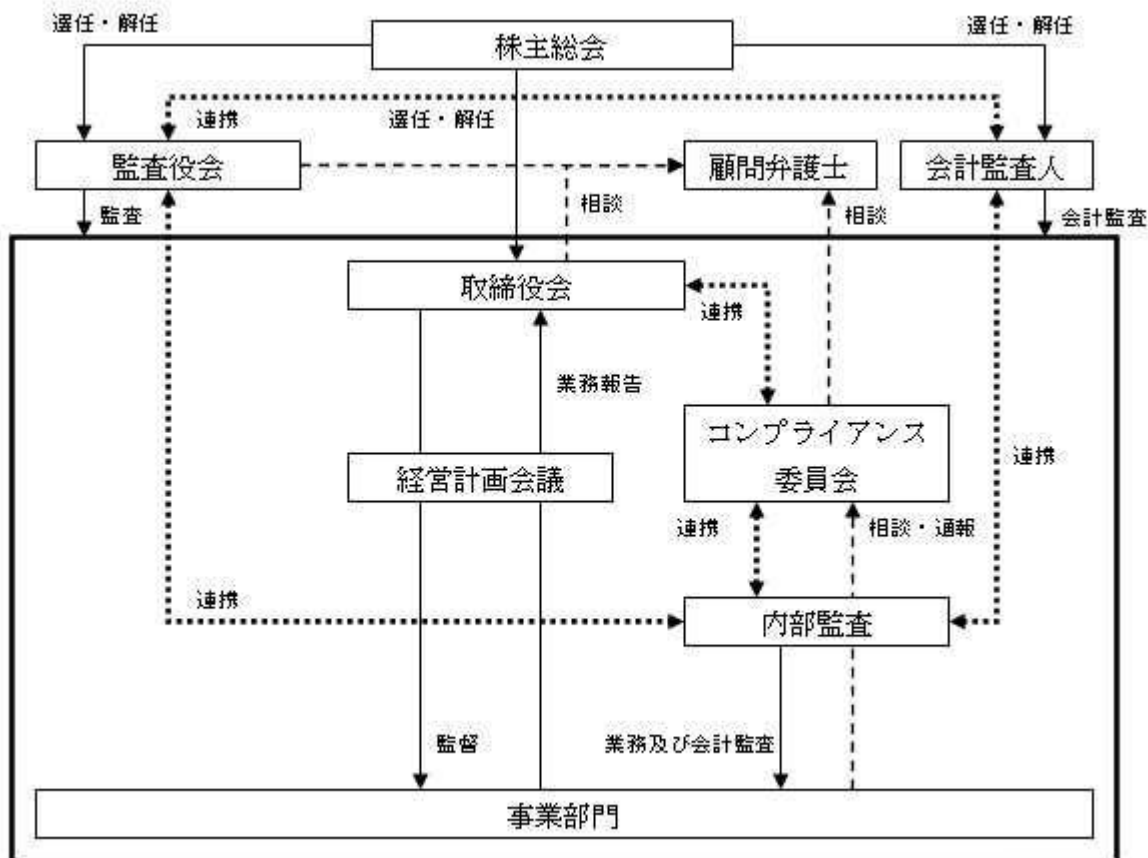 選任・解任
選任・解任
株主総会
連携
選任・解任
監査役会
顧問弁護士
会計監査人
監査
相談
相談
会計監査
取締役会
連携
業務報告
コンプライアンス
委員会
経営計画会議
連携
連携
相談・通報
連携
内部監査
監督
業務及び会計監査
事業部門